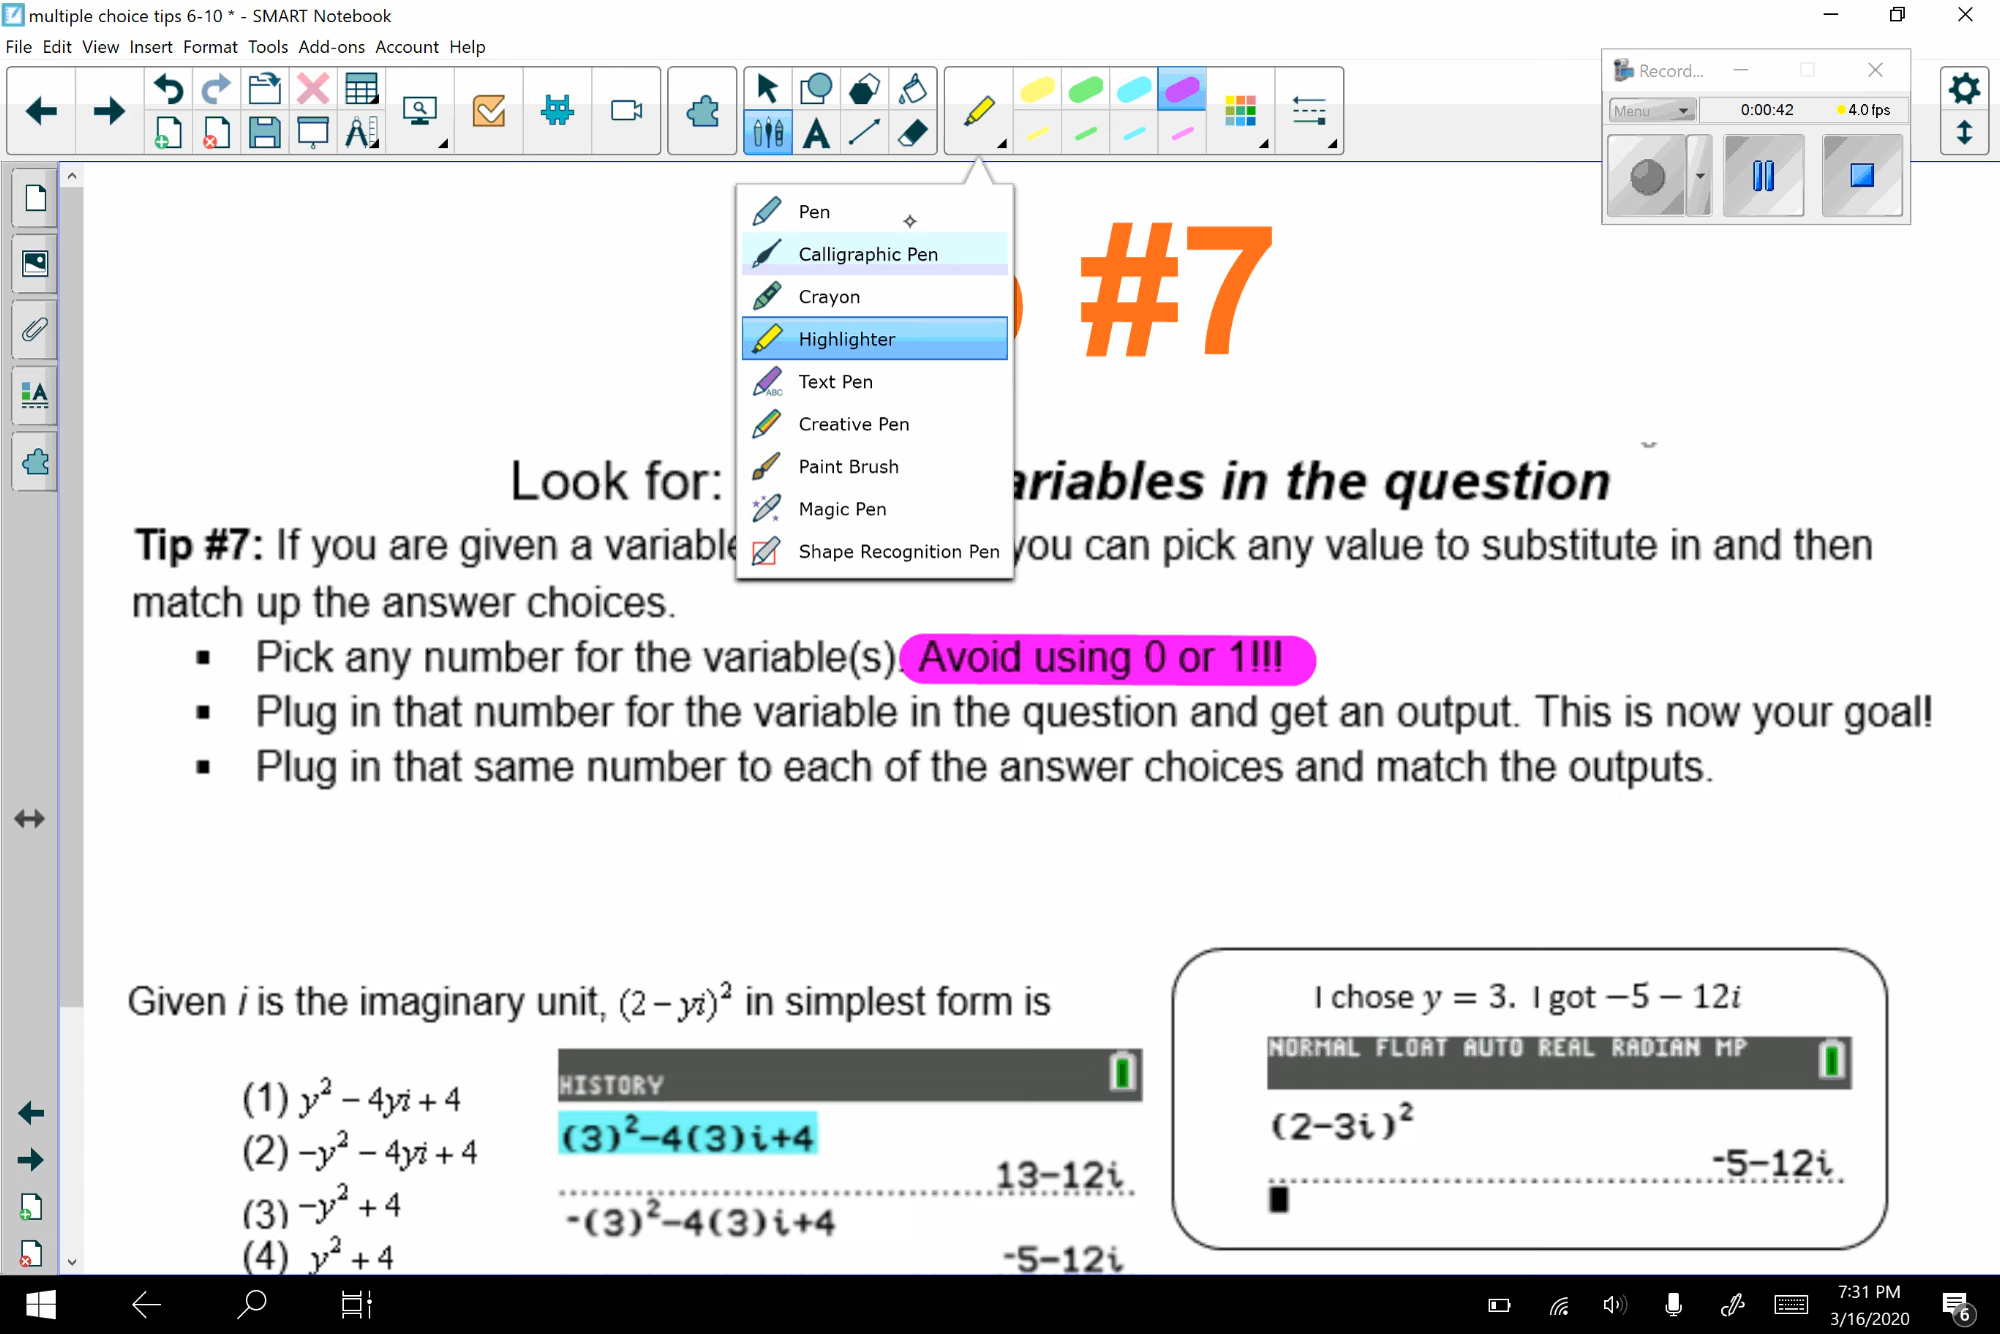 multiple choice tips 6-10 * - SMART Notebook
File Edit View Insert Format Tools Add-ons Account Help
Record...
Menu 0:00:42 4.0 fps
Pen
Calligraphic Pen
Crayon
Highlighter
Text Pen
Creative Pen
Paint Brush
Magic Pen
Shape Recognition Pen
#7
Look for: ariables in the question
Tip #7: If you are given a variable you can pick any value to substitute in and then
match up the answer choices.
▪ Pick any number for the variable(s). Avoid using 0 or 1!!!
▪ Plug in that number for the variable in the question and get an output. This is now your goal!
▪ Plug in that same number to each of the answer choices and match the outputs.
Given i is the imaginary unit, (2 – yi)² in simplest form is
(1) y² – 4yi + 4
(2) –y² – 4yi + 4
(3) –y² + 4
(4) y² + 4
HISTORY
(3)²-4(3)i+4
13-12i
-(3)²-4(3)i+4
-5-12i
I chose y = 3. I got −5 − 12i
NORMAL FLOAT AUTO REAL RADIAN MP
(2-3i)²
-5-12i
7:31 PM
3/16/2020
6